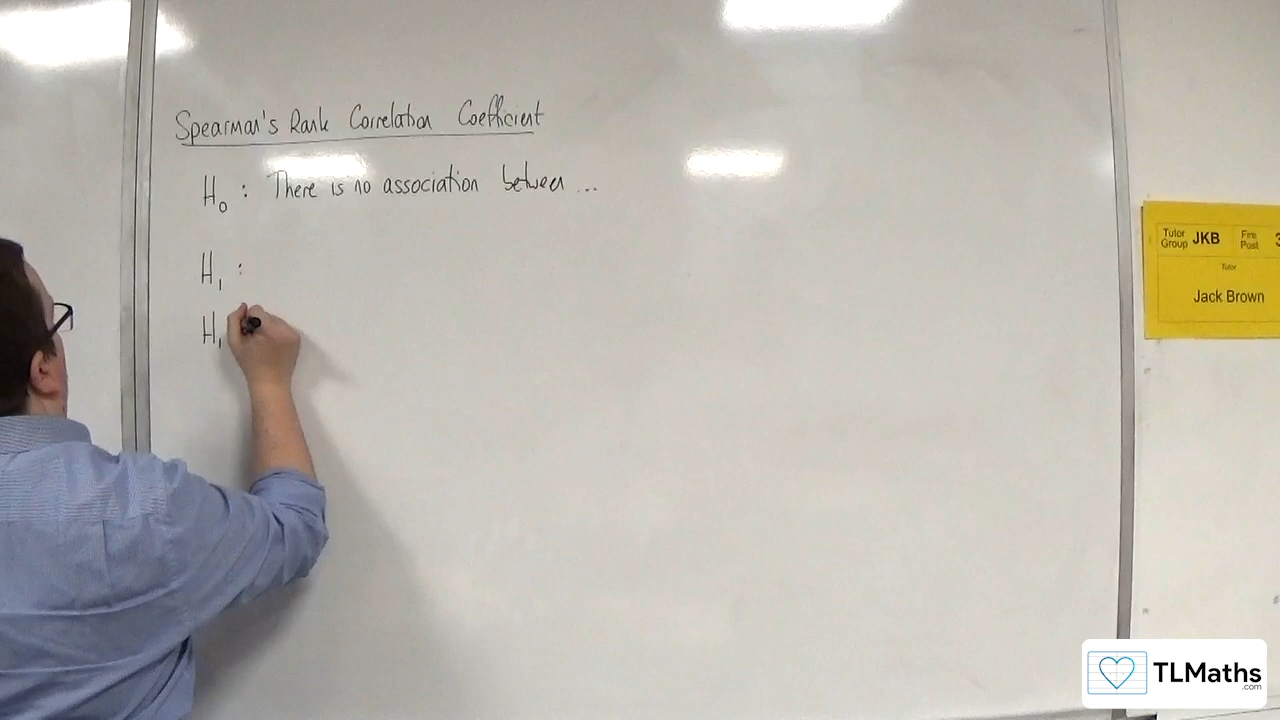 Spearman's Rank Correlation Coefficient
H₀ : There is no association between ...
H₁ :
H₁
Tutor Group JKB Fire Post 3
Tutor
Jack Brown
TLMaths
.com